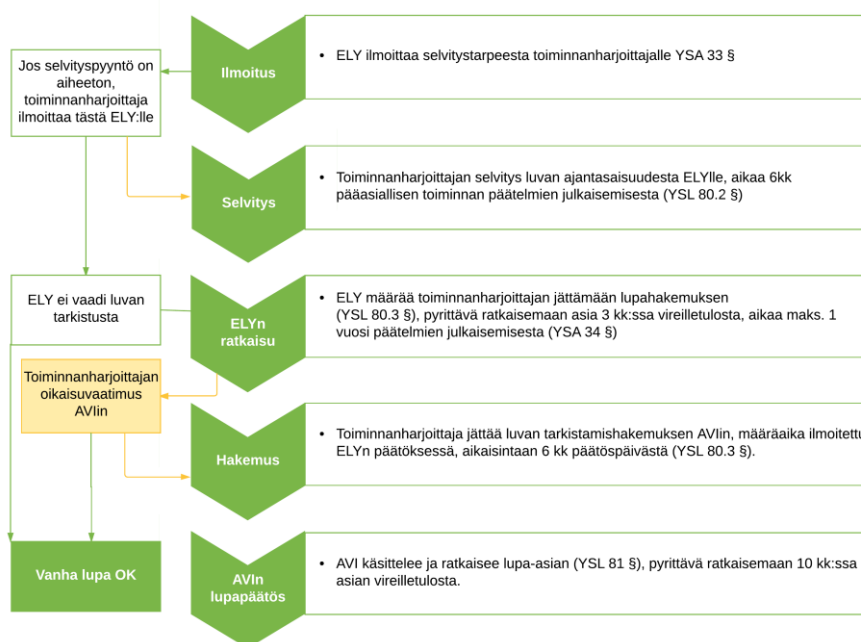 Jos selvityspyyntö on
aiheeton,
toiminnanharjoittaja
ilmoittaa tästä ELY:lle
Ilmoitus
• ELY ilmoittaa selvitystarpeesta toiminnanharjoittajalle YSA 33 §
Selvitys
• Toiminnanharjoittajan selvitys luvan ajantasaisuudesta ELYlle, aikaa 6kk
pääasiallisen toiminnan päätelmien julkaisemisesta (YSL 80.2 §)
ELY ei vaadi luvan
tarkistusta
ELYn
ratkaisu
• ELY määrää toiminnanharjoittajan jättämään lupahakemuksen
(YSL 80.3 §), pyrittävä ratkaisemaan asia 3 kk:ssa vireilletulosta, aikaa maks. 1
vuosi päätelmien julkaisemisesta (YSA 34 §)
Toiminnanharjoittajan
oikaisuvaatimus
AVIin
Hakemus
• Toiminnanharjoittaja jättää luvan tarkistamishakemuksen AVIin, määräaika ilmoitettu
ELYn päätöksessä, aikaisintaan 6 kk päätöspäivästä (YSL 80.3 §).
Vanha lupa OK
AVIn
lupapäätös
• AVI käsittelee ja ratkaisee lupa-asian (YSL 81 §), pyrittävä ratkaisemaan 10 kk:ssa
asian vireilletulosta.